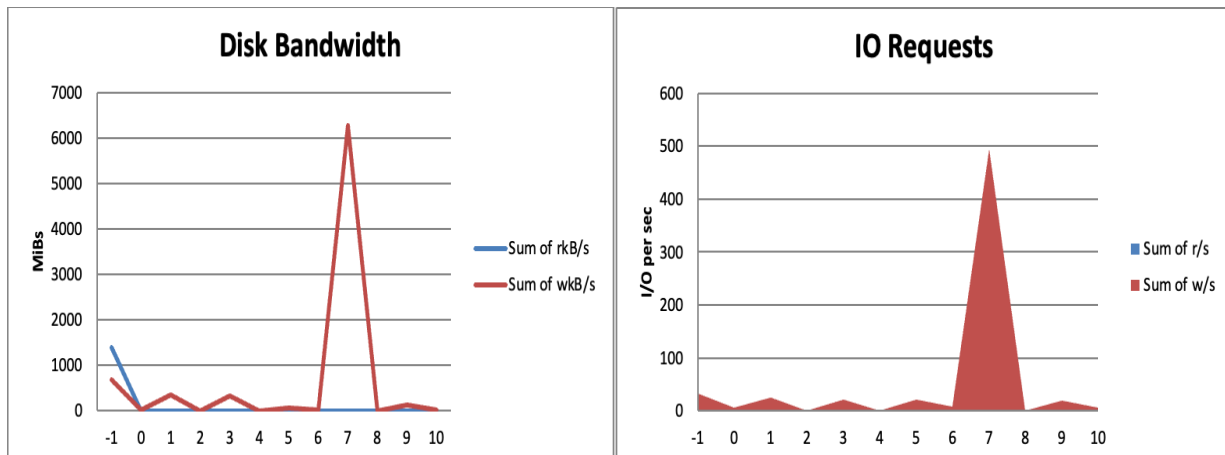 Disk Bandwidth
7000
6000
5000
4000
3000
2000
1000
0
MiBs
-1 0 1 2 3 4 5 6 7 8 9 10
Sum of rkB/s
Sum of wkB/s
IO Requests
600
500
400
300
200
100
0
I/O per sec
-1 0 1 2 3 4 5 6 7 8 9 10
Sum of r/s
Sum of w/s